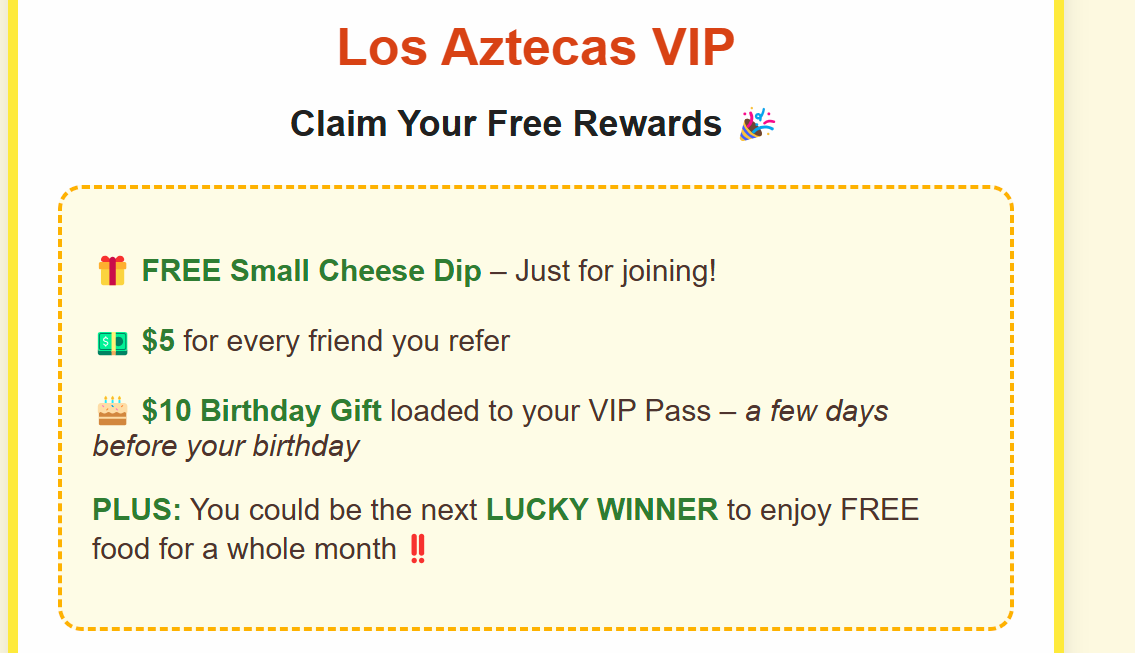 Los Aztecas VIP
Claim Your Free Rewards 🎉
🎁 FREE Small Cheese Dip – Just for joining!
💵 $5 for every friend you refer
🎂 $10 Birthday Gift loaded to your VIP Pass – a few days
before your birthday
PLUS: You could be the next LUCKY WINNER to enjoy FREE
food for a whole month ‼️